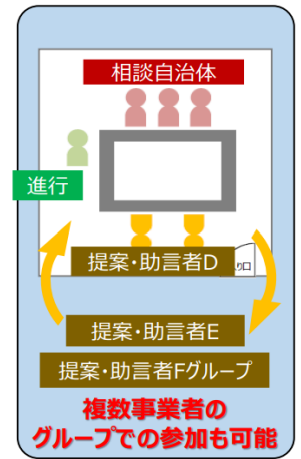 相談自治体
進行
提案・助言者D
り口
提案・助言者E
提案・助言者Fグループ
複数事業者の
グループでの参加も可能